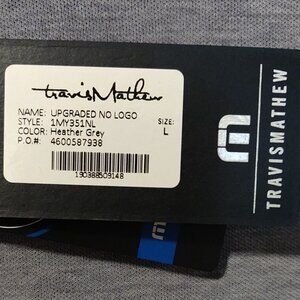 travisMathew
NAME: UPGRADED NO LOGO
STYLE: 1MY351NL
SIZE:
COLOR: Heather Grey
L
P.O.#: 4600587938
190388509148
TRAVISMATHEW